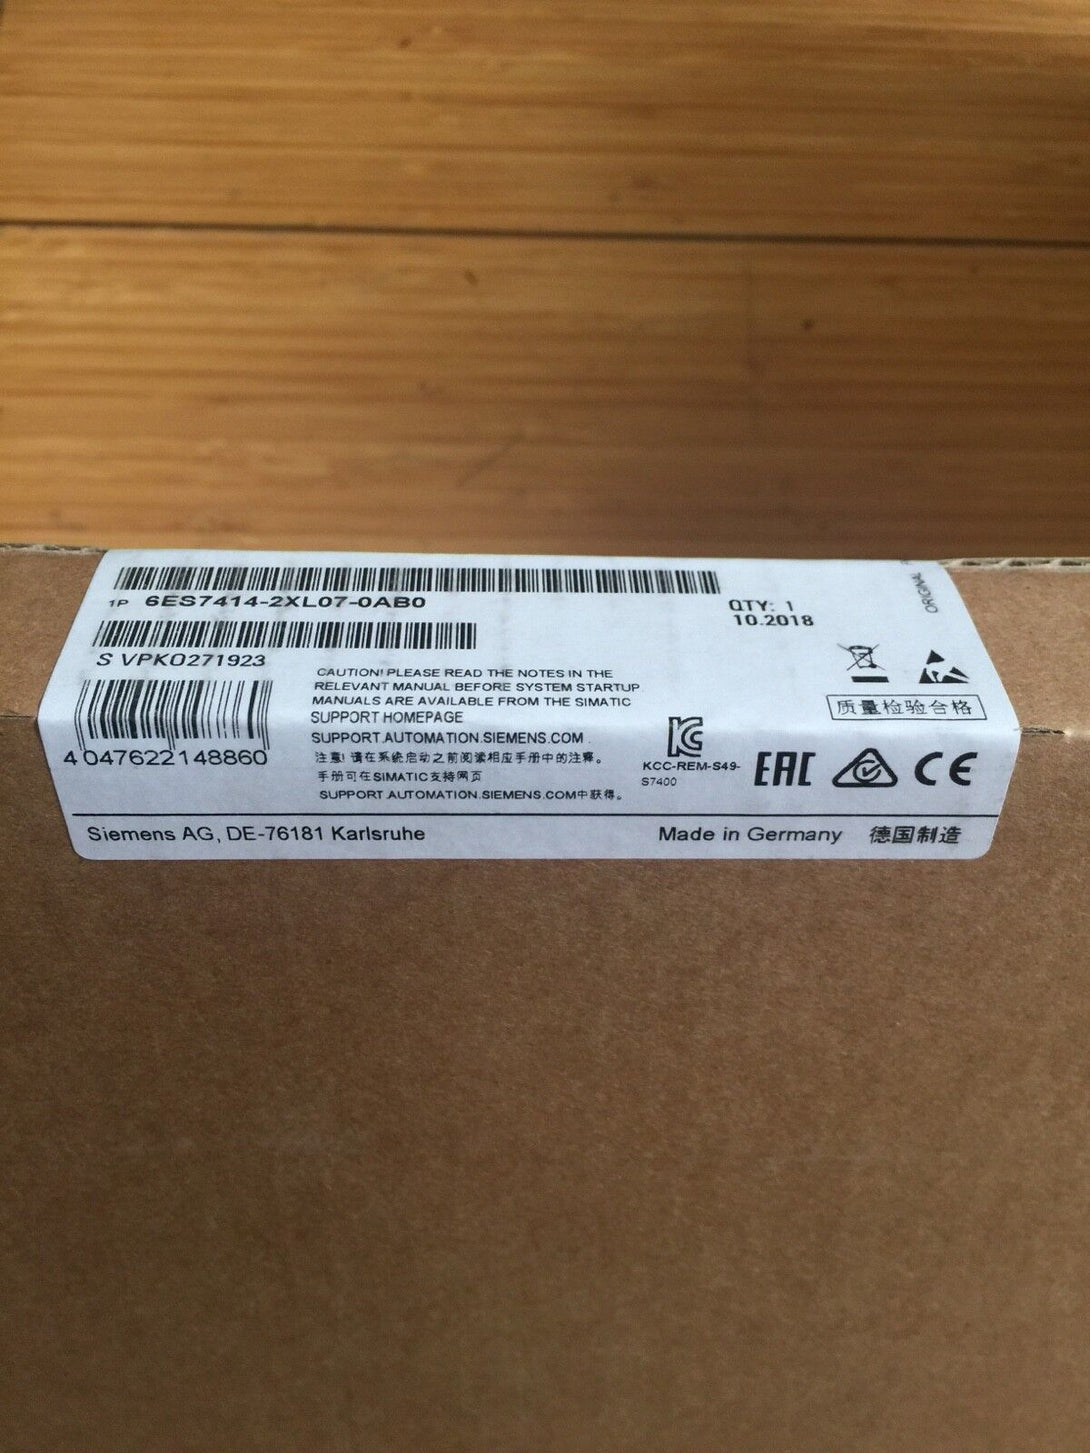 1P 6ES7414-2XL07-0AB0
QTY: 1
10.2018
ORIGINAL
S VPK0271923
4 047622 148860
CAUTION! PLEASE READ THE NOTES IN THE
RELEVANT MANUAL BEFORE SYSTEM STARTUP.
MANUALS ARE AVAILABLE FROM THE SIMATIC
SUPPORT HOMEPAGE
SUPPORT.AUTOMATION.SIEMENS.COM .
注意! 请在系统启动之前阅读相应手册中的注释。
手册可在SIMATIC支持网页
SUPPORT.AUTOMATION.SIEMENS.COM中获得。
质量检验合格
KCC-REM-S49-
S7400
EAC
CE
Siemens AG, DE-76181 Karlsruhe
Made in Germany 德国制造